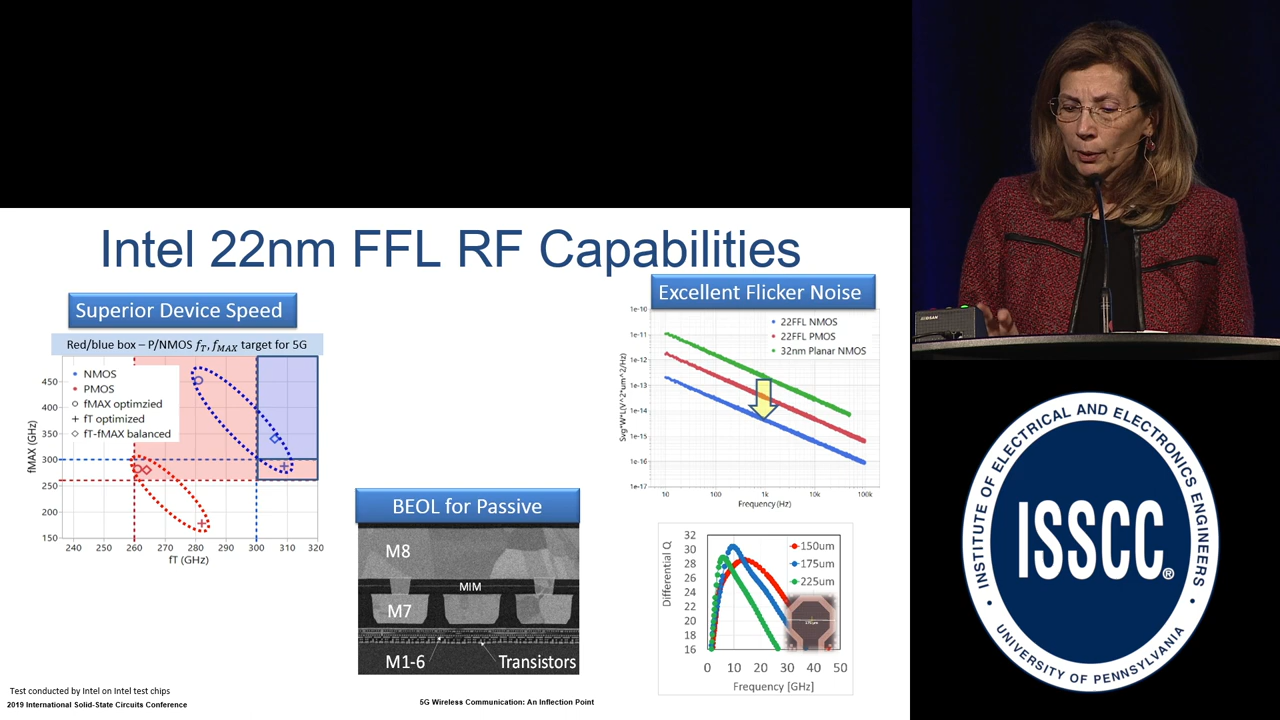 Intel 22nm FFL RF Capabilities
Superior Device Speed
Red/blue box – P/NMOS fT, fMAX target for 5G
NMOS
PMOS
fMAX optimzied
fT optimized
fT-fMAX balanced
fMAX (GHz)
450
400
350
300
250
200
150
240 260 280 290 300 310 320
fT (GHz)
Excellent Flicker Noise
22FFL NMOS
22FFL PMOS
32nm Planar NMOS
Svg*W*L(V^2*um^2/Hz)
1e-10
1e-11
1e-12
1e-13
1e-14
1e-15
1e-16
1e-17
10 100 1k 10k 100k
Frequency (Hz)
BEOL for Passive
M8
MIM
M7
M1-6 Transistors
Differential Q
32
30
28
26
24
22
20
18
16
150um
175um
225um
0 10 20 30 40 50
Frequency [GHz]
Test conducted by Intel on Intel test chips
2019 International Solid-State Circuits Conference
5G Wireless Communication: An Inflection Point
INSTITUTE OF ELECTRICAL AND ELECTRONICS ENGINEERS
ISSCC®
UNIVERSITY OF PENNSYLVANIA